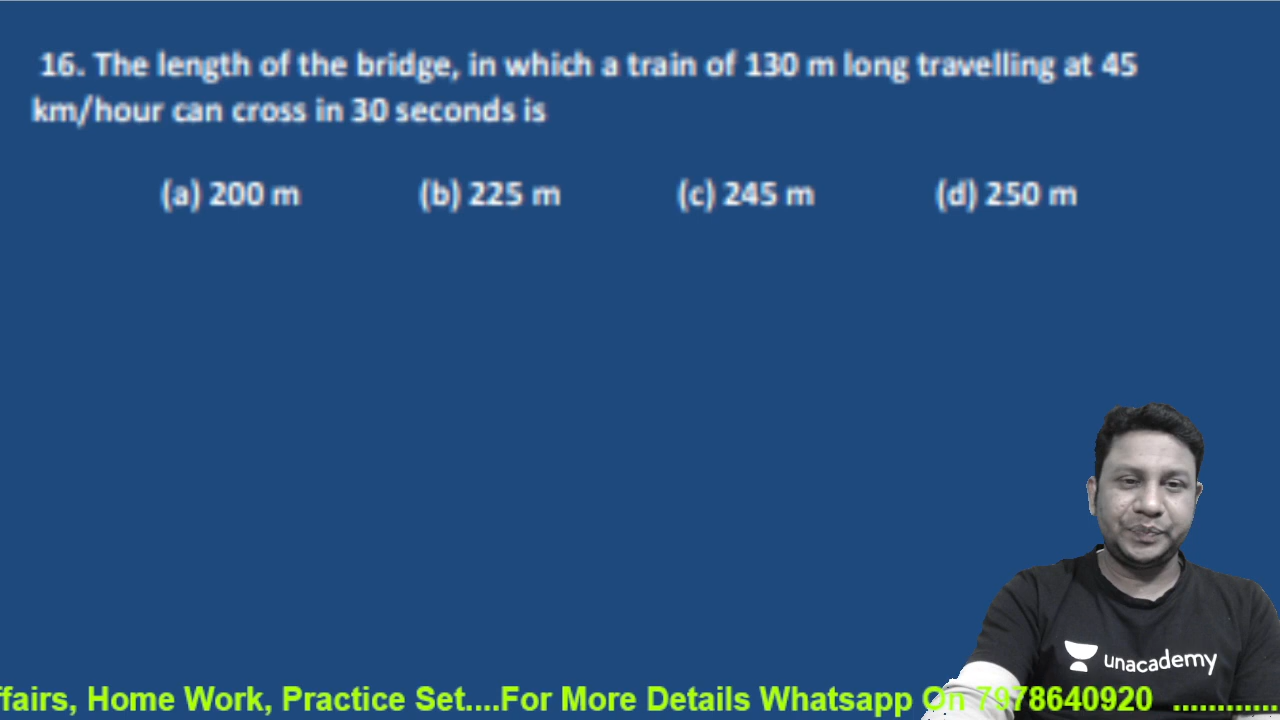 16. The length of the bridge, in which a train of 130 m long travelling at 45
km/hour can cross in 30 seconds is
(a) 200 m (b) 225 m (c) 245 m (d) 250 m
unacademy
ffairs, Home Work, Practice Set....For More Details Whatsapp On 7978640920 ............